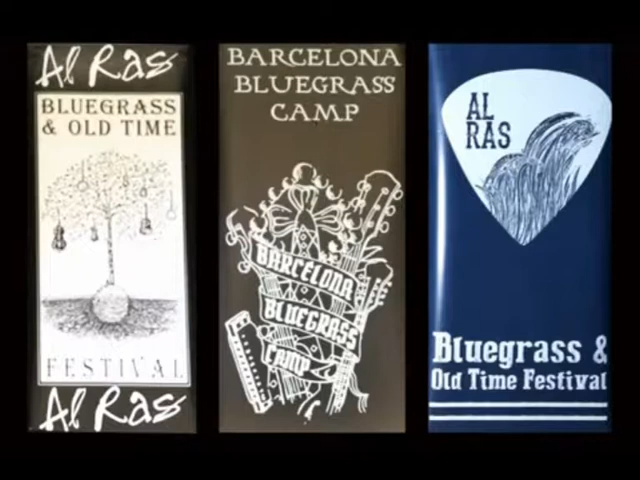 Al Ras
BLUEGRASS
& OLD TIME
FESTIVAL
Al Ras
BARCELONA
BLUEGRASS
CAMP
BARCELONA
BLUEGRASS
CAMP
AL
RAS
Bluegrass &
Old Time Festival